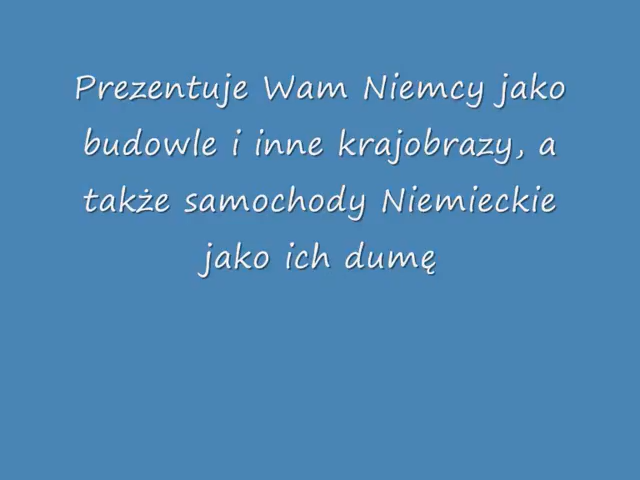 Prezentuje Wam Niemcy jako
budowle i inne krajobrazy, a
także samochody Niemieckie
jako ich dumę